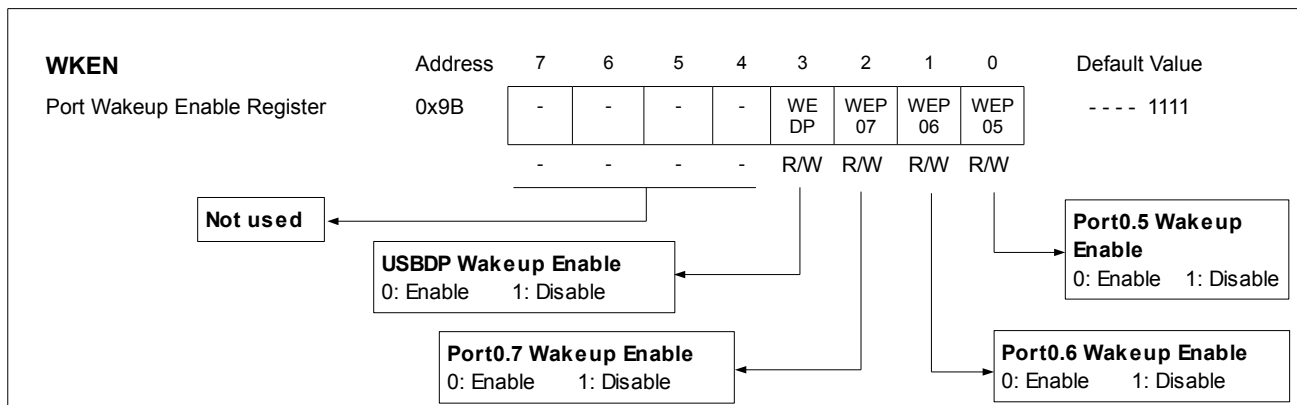 WKEN Address 7 6 5 4 3 2 1 0 Default Value
Port Wakeup Enable Register 0x9B - - - - WE DP WEP 07 WEP 06 WEP 05 - - - - 1111
- - - - R/W R/W R/W R/W
Not used
USBDP Wakeup Enable
0: Enable 1: Disable
Port0.5 Wakeup
Enable
0: Enable 1: Disable
Port0.7 Wakeup Enable
0: Enable 1: Disable
Port0.6 Wakeup Enable
0: Enable 1: Disable